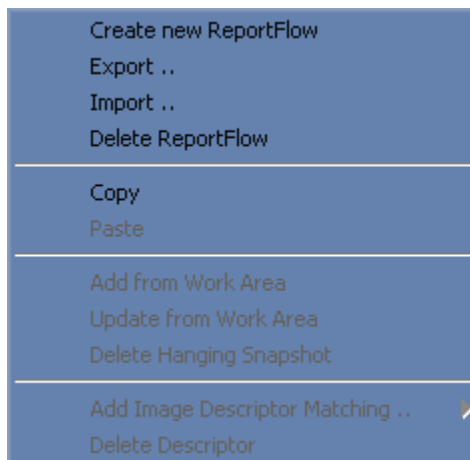 Create new ReportFlow
Export ..
Import ..
Delete ReportFlow
Copy
Paste
Add from Work Area
Update from Work Area
Delete Hanging Snapshot
Add Image Descriptor Matching ..
Delete Descriptor